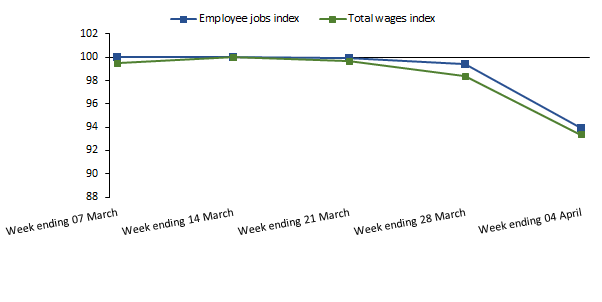 Employee jobs index Total wages index
102
100
98
96
94
92
90
88
Week ending 07 March
Week ending 14 March
Week ending 21 March
Week ending 28 March
Week ending 04 April